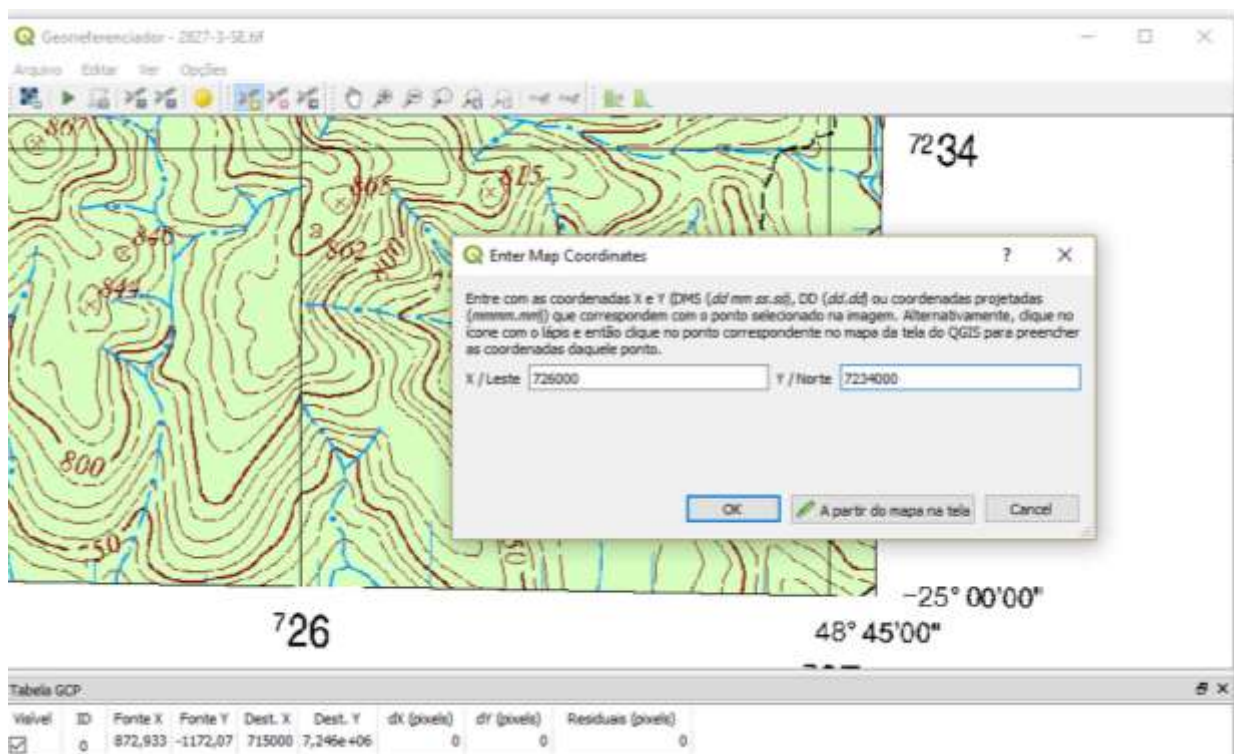 Georreferenciador - 2827-3-SE.tif
Arquivo Editar Ver Opções
867
865
815
7234
a
862
800
846
844
800
50
50
Enter Map Coordinates
Entre com as coordenadas X e Y (DMS (dd mm ss.ss), DD (dd.dd) ou coordenadas projetadas
(mmmm.mm)) que correspondem com o ponto selecionado na imagem. Alternativamente, clique no
ícone com o lápis e então clique no ponto correspondente no mapa da tela do QGIS para preencher
as coordenadas daquele ponto.
X / Leste 726000 Y / Norte 7234000
OK A partir do mapa na tela Cancel
-25° 00'00"
726
48° 45'00"
Tabela GCP
Visível ID Fonte X Fonte Y Dest. X Dest. Y dX (pixels) dY (pixels) Residuais (pixels)
0 872,933 -1172,07 715000 7,246e+06 0 0 0